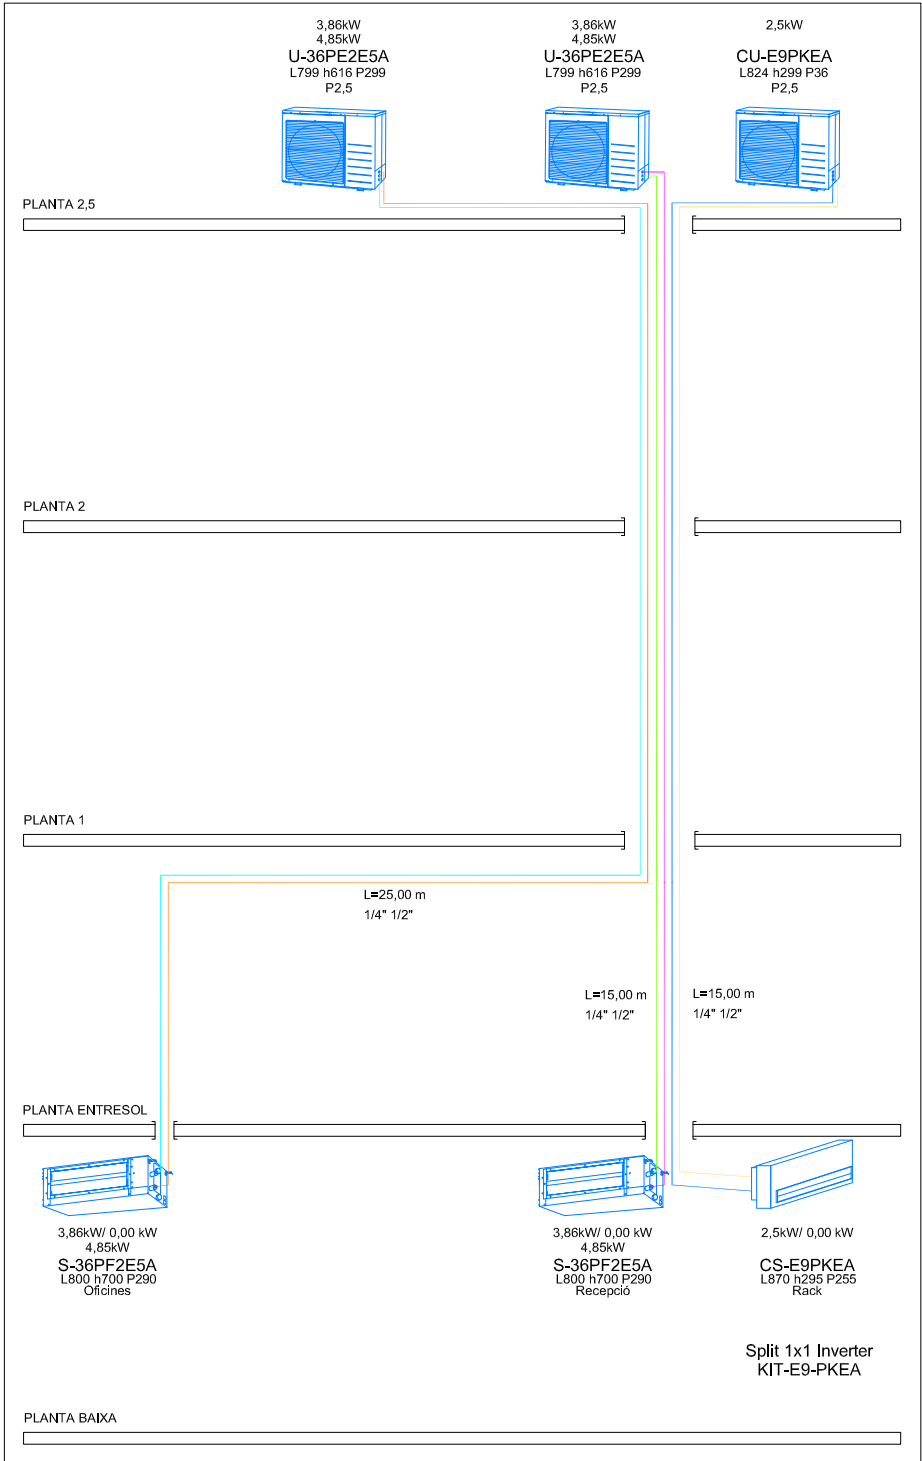 3,86kW
4,85kW
U-36PE2E5A
L799 h616 P299
P2,5
3,86kW
4,85kW
U-36PE2E5A
L799 h616 P299
P2,5
2,5kW
CU-E9PKEA
L824 h299 P36
P2,5
PLANTA 2,5
PLANTA 2
PLANTA 1
L=25,00 m
1/4" 1/2"
L=15,00 m
1/4" 1/2"
L=15,00 m
1/4" 1/2"
PLANTA ENTRESOL
3,86kW/ 0,00 kW
4,85kW
S-36PF2E5A
L800 h700 P290
Oficines
3,86kW/ 0,00 kW
4,85kW
S-36PF2E5A
L800 h700 P290
Recepció
2,5kW/ 0,00 kW
CS-E9PKEA
L870 h295 P255
Rack
Split 1x1 Inverter
KIT-E9-PKEA
PLANTA BAIXA